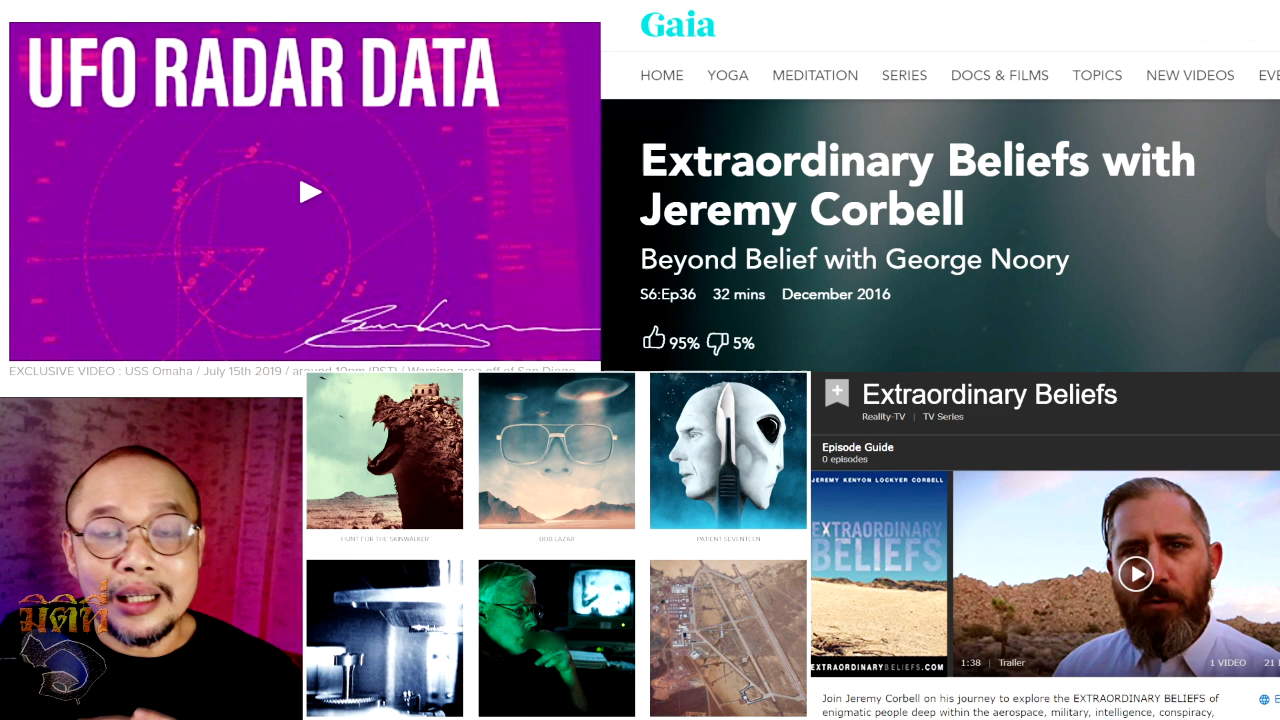 UFO RADAR DATA
EXCLUSIVE VIDEO : USS Omaha / July 15th 2019 / around 10pm (PST) / Warning area off of San Diego
Gaia
HOME YOGA MEDITATION SERIES DOCS & FILMS TOPICS NEW VIDEOS EVE
Extraordinary Beliefs with
Jeremy Corbell
Beyond Belief with George Noory
S6:Ep36 32 mins December 2016
95% 5%
มิติที่
HUNT FOR THE SKINWALKER
BOB LAZAR
PATIENT SEVENTEEN
Extraordinary Beliefs
Reality-TV | TV Series
Episode Guide
0 episodes
JEREMY KENYON LOCKYER CORBELL
EXTRAORDINARY
BELIEFS
EXTRAORDINARYBELIEFS.COM
1:38 | Trailer
1 VIDEO | 21
Join Jeremy Corbell on his journey to explore the EXTRAORDINARY BELIEFS of
enigmatic people deep within the aerospace, military, intelligence, conspiracy,